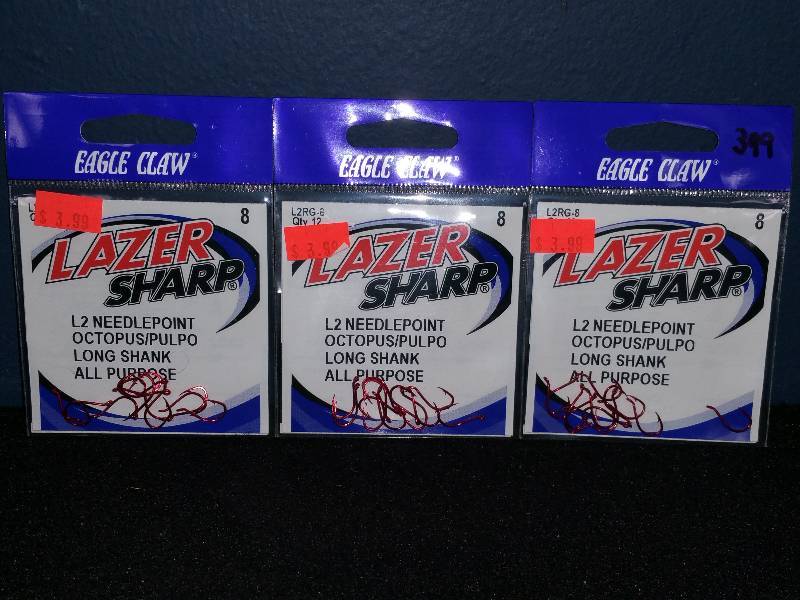 EAGLE CLAW®
$ 3.99
8
LAZER
SHARP®
L2 NEEDLEPOINT
OCTOPUS/PULPO
LONG SHANK
ALL PURPOSE
EAGLE CLAW®
L2RG-8
8
Qty 12
$ 3.99
LAZER
SHARP®
L2 NEEDLEPOINT
OCTOPUS/PULPO
LONG SHANK
ALL PURPOSE
EAGLE CLAW®
399
L2RG-8
8
$ 3.99
LAZER
SHARP®
L2 NEEDLEPOINT
OCTOPUS/PULPO
LONG SHANK
ALL PURPOSE